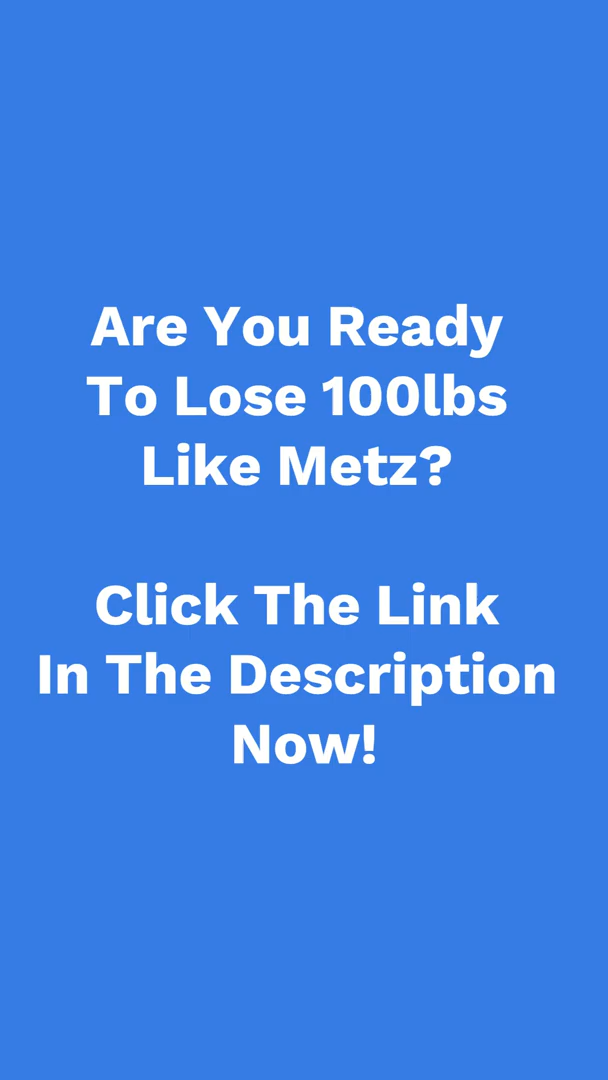 Are You Ready
To Lose 100lbs
Like Metz?
Click The Link
In The Description
Now!